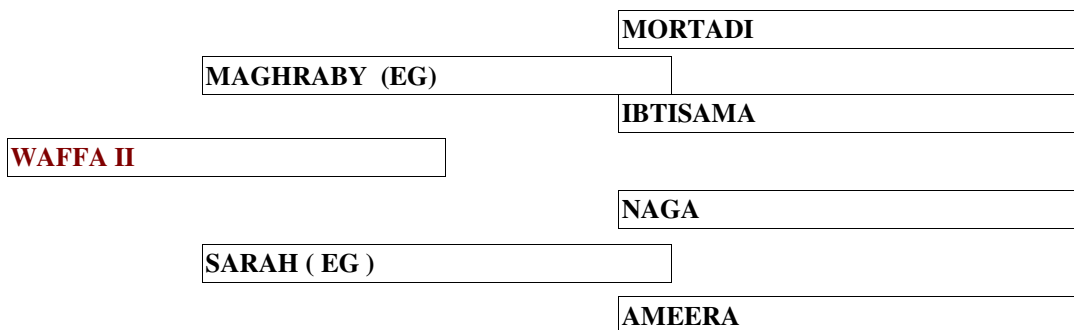 MORTADI
MAGHRABY (EG)
IBTISAMA
WAFFA II
NAGA
SARAH ( EG )
AMEERA